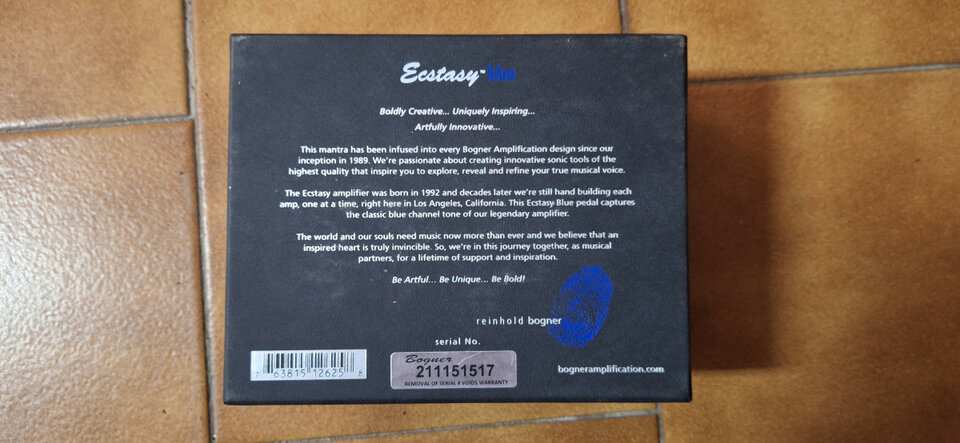 Ecstasy™ blue
Boldly Creative... Uniquely Inspiring...
Artfully Innovative...
This mantra has been infused into every Bogner Amplification design since our
inception in 1989. We're passionate about creating innovative sonic tools of the
highest quality that inspire you to explore, reveal and refine your true musical voice.
The Ecstasy amplifier was born in 1992 and decades later we're still hand building each
amp, one at a time, right here in Los Angeles, California. This Ecstasy Blue pedal captures
the classic blue channel tone of our legendary amplifier.
The world and our souls need music now more than ever and we believe that an
inspired heart is truly invincible. So, we're in this journey together, as musical
partners, for a lifetime of support and inspiration.
Be Artful... Be Unique... Be Bold!
reinhold bogner
serial No.
Bogner
211151517
REMOVAL OF SERIAL # VOIDS WARRANTY
7 63815 12625 8
bogneramplification.com